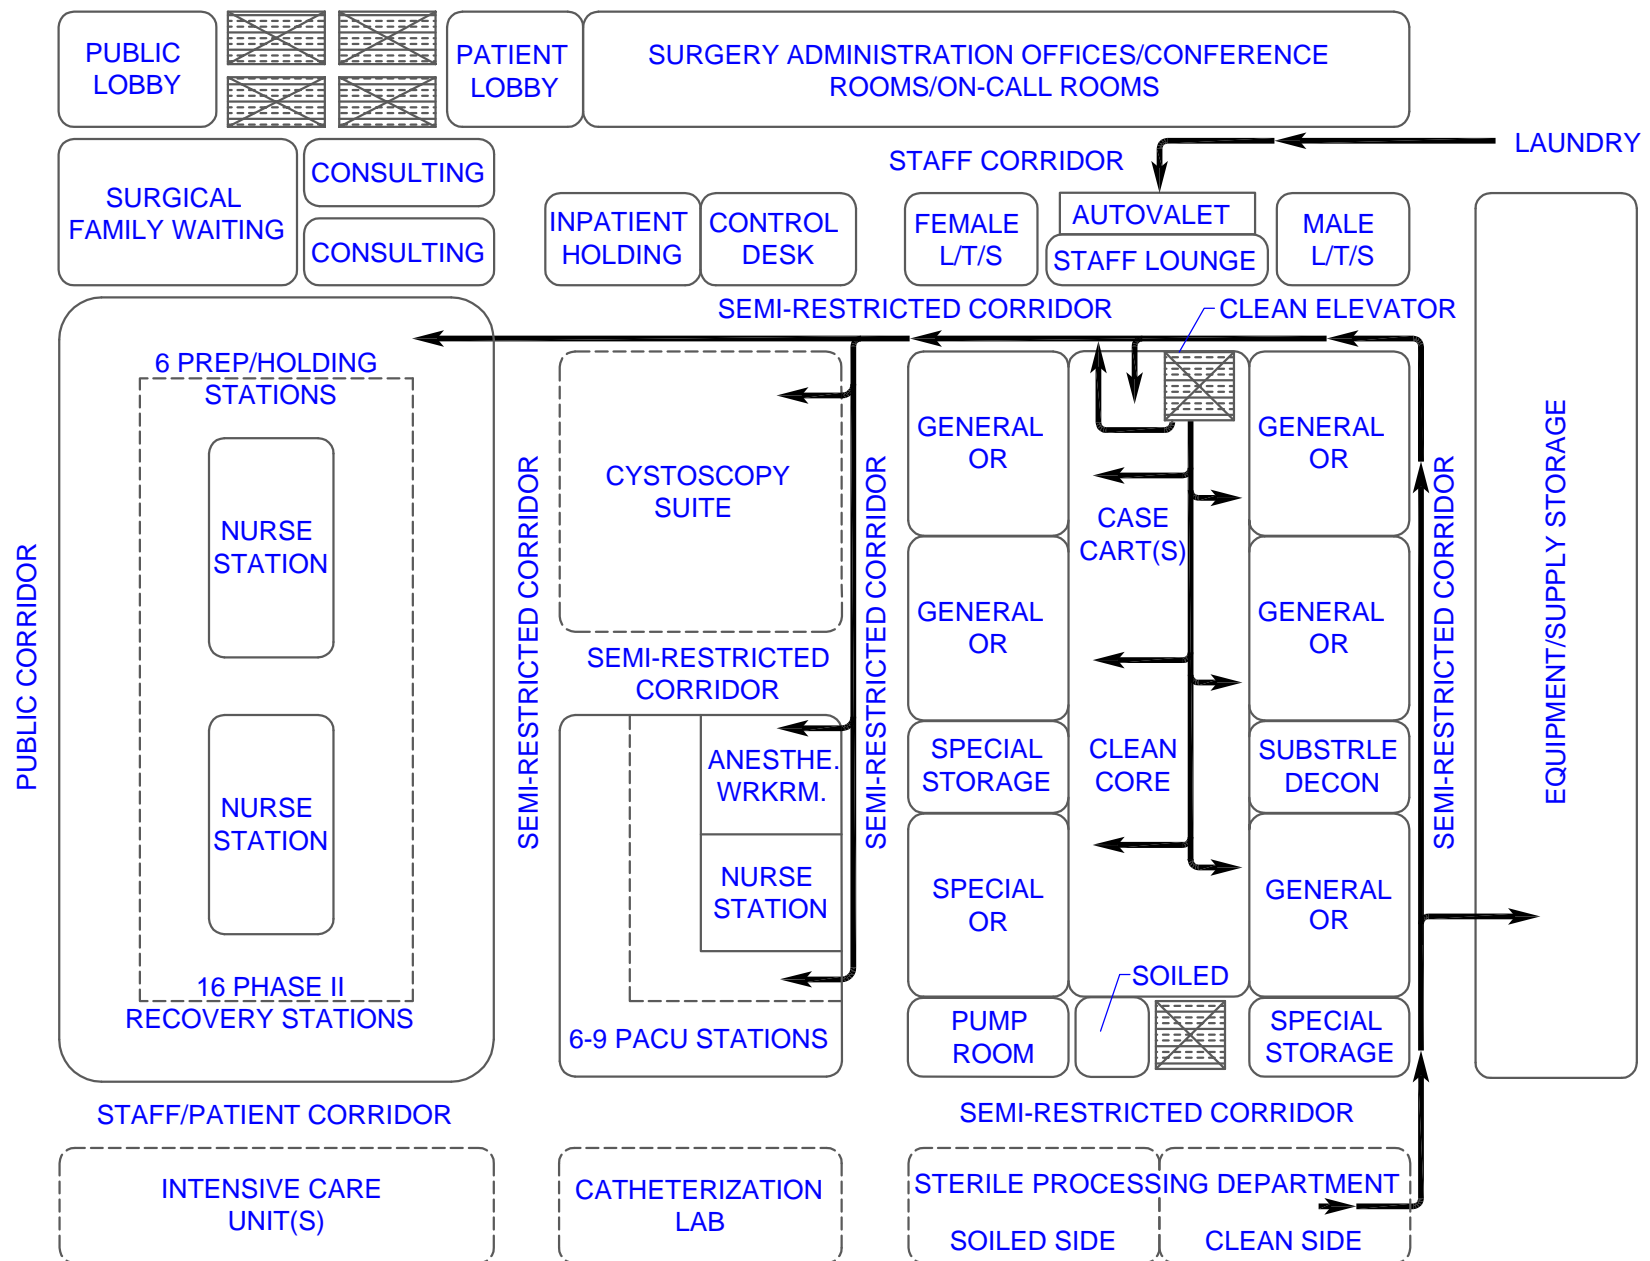 PUBLIC
LOBBY
PATIENT
LOBBY
SURGERY ADMINISTRATION OFFICES/CONFERENCE
ROOMS/ON-CALL ROOMS
LAUNDRY
STAFF CORRIDOR
SURGICAL
FAMILY WAITING
CONSULTING
CONSULTING
INPATIENT
HOLDING
CONTROL
DESK
FEMALE
L/T/S
AUTOVALET
STAFF LOUNGE
MALE
L/T/S
SEMI-RESTRICTED CORRIDOR
CLEAN ELEVATOR
6 PREP/HOLDING
STATIONS
NURSE
STATION
NURSE
STATION
16 PHASE II
RECOVERY STATIONS
PUBLIC CORRIDOR
SEMI-RESTRICTED CORRIDOR
CYSTOSCOPY
SUITE
SEMI-RESTRICTED
CORRIDOR
ANESTHE.
WRKRM.
NURSE
STATION
6-9 PACU STATIONS
SEMI-RESTRICTED CORRIDOR
GENERAL
OR
GENERAL
OR
SPECIAL
STORAGE
SPECIAL
OR
PUMP
ROOM
CASE
CART(S)
CLEAN
CORE
SOILED
GENERAL
OR
GENERAL
OR
SUBSTRLE
DECON
GENERAL
OR
SPECIAL
STORAGE
SEMI-RESTRICTED CORRIDOR
EQUIPMENT/SUPPLY STORAGE
STAFF/PATIENT CORRIDOR
SEMI-RESTRICTED CORRIDOR
INTENSIVE CARE
UNIT(S)
CATHETERIZATION
LAB
STERILE PROCESSING DEPARTMENT
SOILED SIDE
CLEAN SIDE